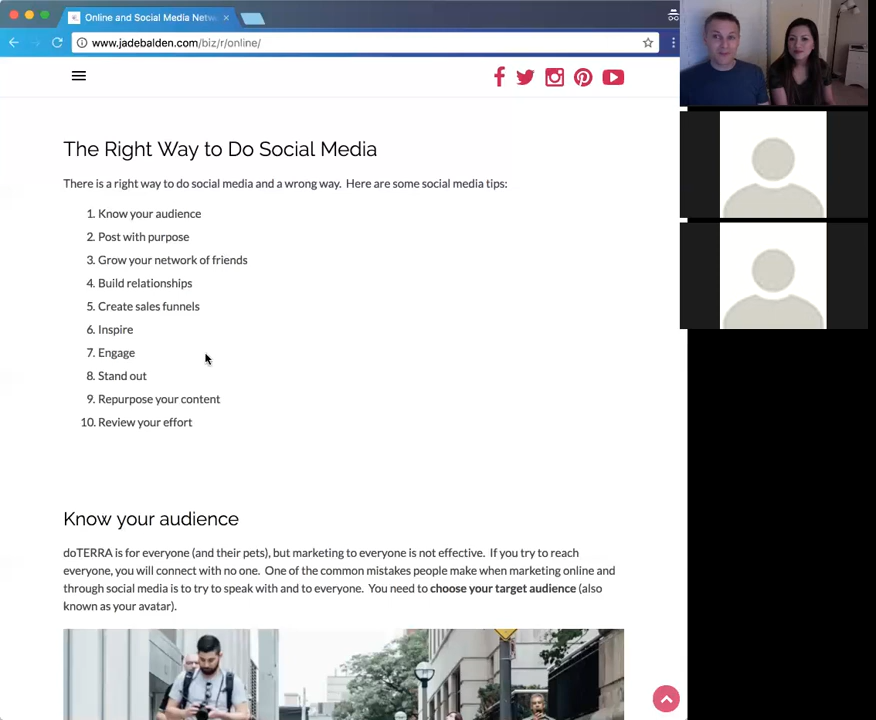 Online and Social Media Netw
www.jadebalden.com/biz/r/online/
The Right Way to Do Social Media
There is a right way to do social media and a wrong way. Here are some social media tips:
1. Know your audience
2. Post with purpose
3. Grow your network of friends
4. Build relationships
5. Create sales funnels
6. Inspire
7. Engage
8. Stand out
9. Repurpose your content
10. Review your effort
Know your audience
doTERRA is for everyone (and their pets), but marketing to everyone is not effective. If you try to reach
everyone, you will connect with no one. One of the common mistakes people make when marketing online and
through social media is to try to speak with and to everyone. You need to choose your target audience (also
known as your avatar).